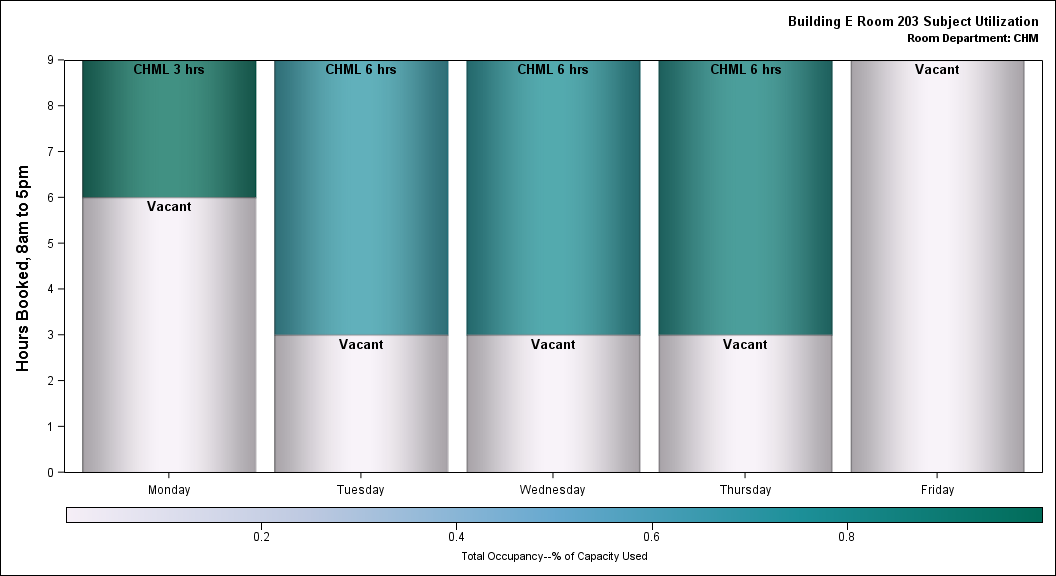 Building E Room 203 Subject Utilization
Room Department: CHM
Hours Booked, 8am to 5pm
9
8
7
6
5
4
3
2
1
0
CHML 3 hrs
CHML 6 hrs
CHML 6 hrs
CHML 6 hrs
Vacant
Vacant
Vacant
Vacant
Vacant
Monday
Tuesday
Wednesday
Thursday
Friday
0.2
0.4
0.6
0.8
Total Occupancy--% of Capacity Used